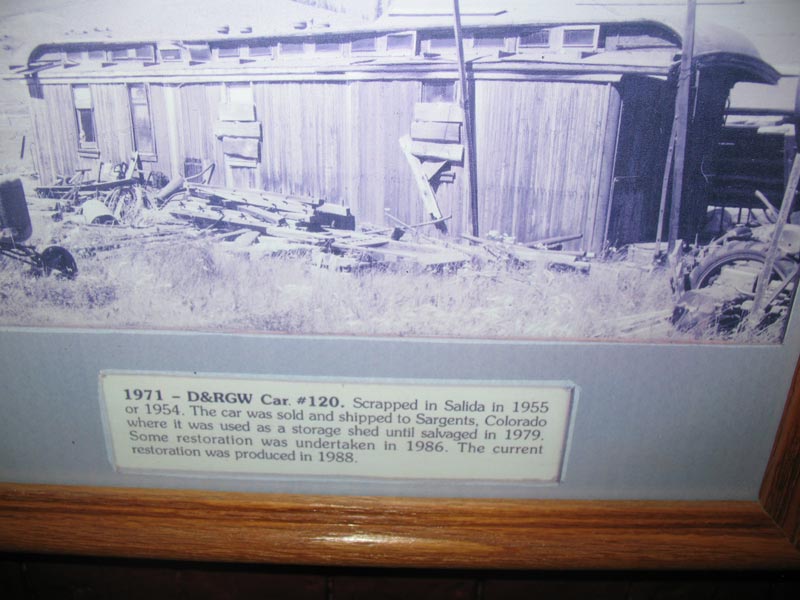 1971 – D&RGW Car. #120. Scrapped in Salida in 1955
or 1954. The car was sold and shipped to Sargents, Colorado
where it was used as a storage shed until salvaged in 1979.
Some restoration was undertaken in 1986. The current
restoration was produced in 1988.